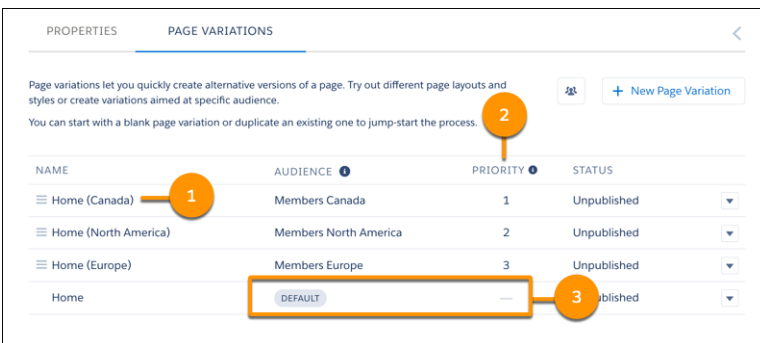 PROPERTIES PAGE VARIATIONS
Page variations let you quickly create alternative versions of a page. Try out different page layouts and
styles or create variations aimed at specific audience.
+ New Page Variation
You can start with a blank page variation or duplicate an existing one to jump-start the process.
2
NAME AUDIENCE PRIORITY STATUS
Home (Canada) 1 Members Canada 1 Unpublished
Home (North America) Members North America 2 Unpublished
Home (Europe) Members Europe 3 Unpublished
Home DEFAULT — 3 ublished